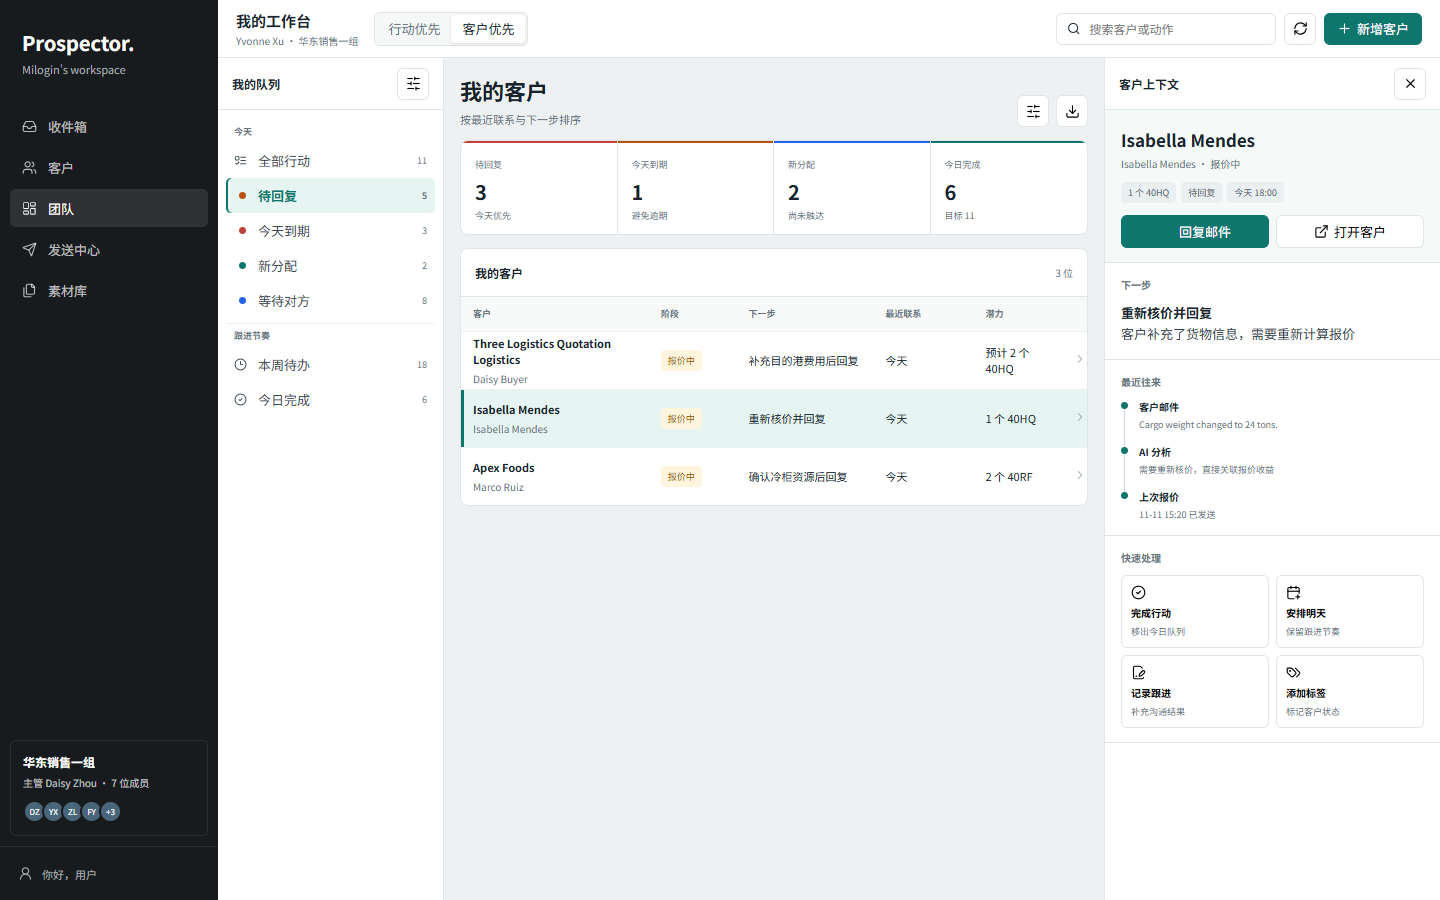 Prospector.
Milogin's workspace
收件箱
客户
团队
发送中心
素材库
华东销售一组
主管 Daisy Zhou · 7 位成员
DZ YX ZL FY +3
你好，用户
我的工作台
Yvonne Xu · 华东销售一组
行动优先 客户优先
搜索客户或动作
新增客户
我的队列
今天
全部行动 11
待回复 5
今天到期 3
新分配 2
等待对方 8
跟进节奏
本周待办 18
今日完成 6
我的客户
按最近联系与下一步排序
待回复 今天到期 新分配 今日完成
3 1 2 6
今天优先 避免逾期 尚未触达 目标 11
我的客户 3 位
客户 阶段 下一步 最近联系 潜力
Three Logistics Quotation
Logistics
Daisy Buyer
报价中 补充目的港费用后回复 今天
预计 2 个
40HQ
Isabella Mendes
Isabella Mendes
报价中 重新核价并回复 今天 1 个 40HQ
Apex Foods
Marco Ruiz
报价中 确认冷柜资源后回复 今天 2 个 40RF
客户上下文
Isabella Mendes
Isabella Mendes · 报价中
1 个 40HQ 待回复 今天 18:00
回复邮件 打开客户
下一步
重新核价并回复
客户补充了货物信息，需要重新计算报价
最近往来
客户邮件
Cargo weight changed to 24 tons.
AI 分析
需要重新核价，直接关联报价收益
上次报价
11-11 15:20 已发送
快速处理
完成行动
移出今日队列
安排明天
保留跟进节奏
记录跟进
补充沟通结果
添加标签
标记客户状态